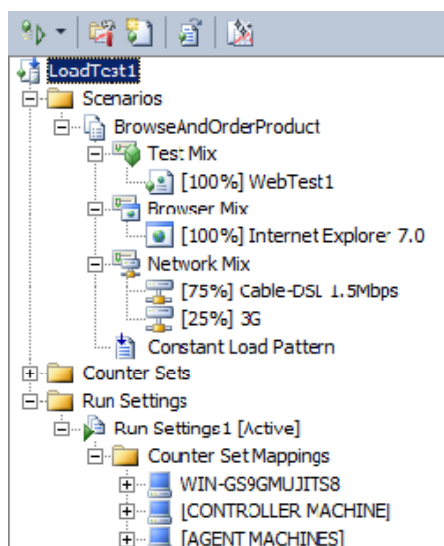 LoadTest1
Scenarios
BrowseAndOrderProduct
Test Mix
[100%] WebTest1
Browser Mix
[100%] Internet Explorer 7.0
Network Mix
[75%] Cable-DSL 1.5Mbps
[25%] 3G
Constant Load Pattern
Counter Sets
Run Settings
Run Settings1 [Active]
Counter Set Mappings
WIN-GS9GMUJITS8
[CONTROLLER MACHINE]
[AGENT MACHINES]